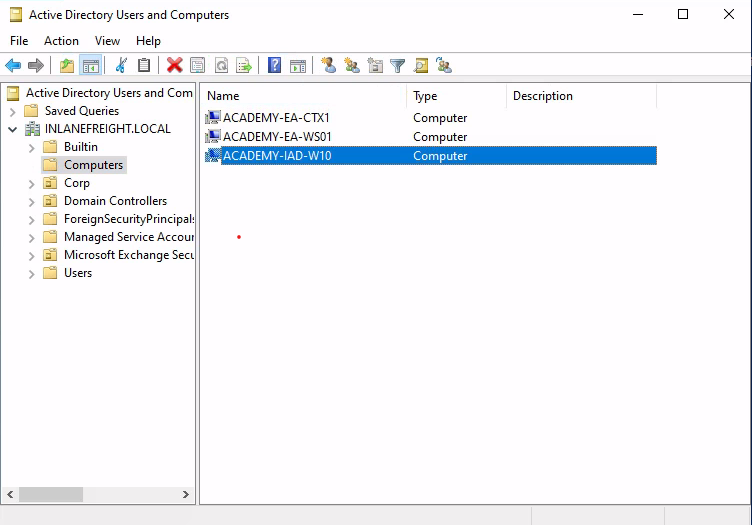 Active Directory Users and Computers
File Action View Help
Active Directory Users and Com
Saved Queries
INLANEFREIGHT.LOCAL
Builtin
Computers
Corp
Domain Controllers
ForeignSecurityPrincipals
Managed Service Accour
Microsoft Exchange Secu
Users
Name Type Description
ACADEMY-EA-CTX1 Computer
ACADEMY-EA-WS01 Computer
ACADEMY-IAD-W10 Computer